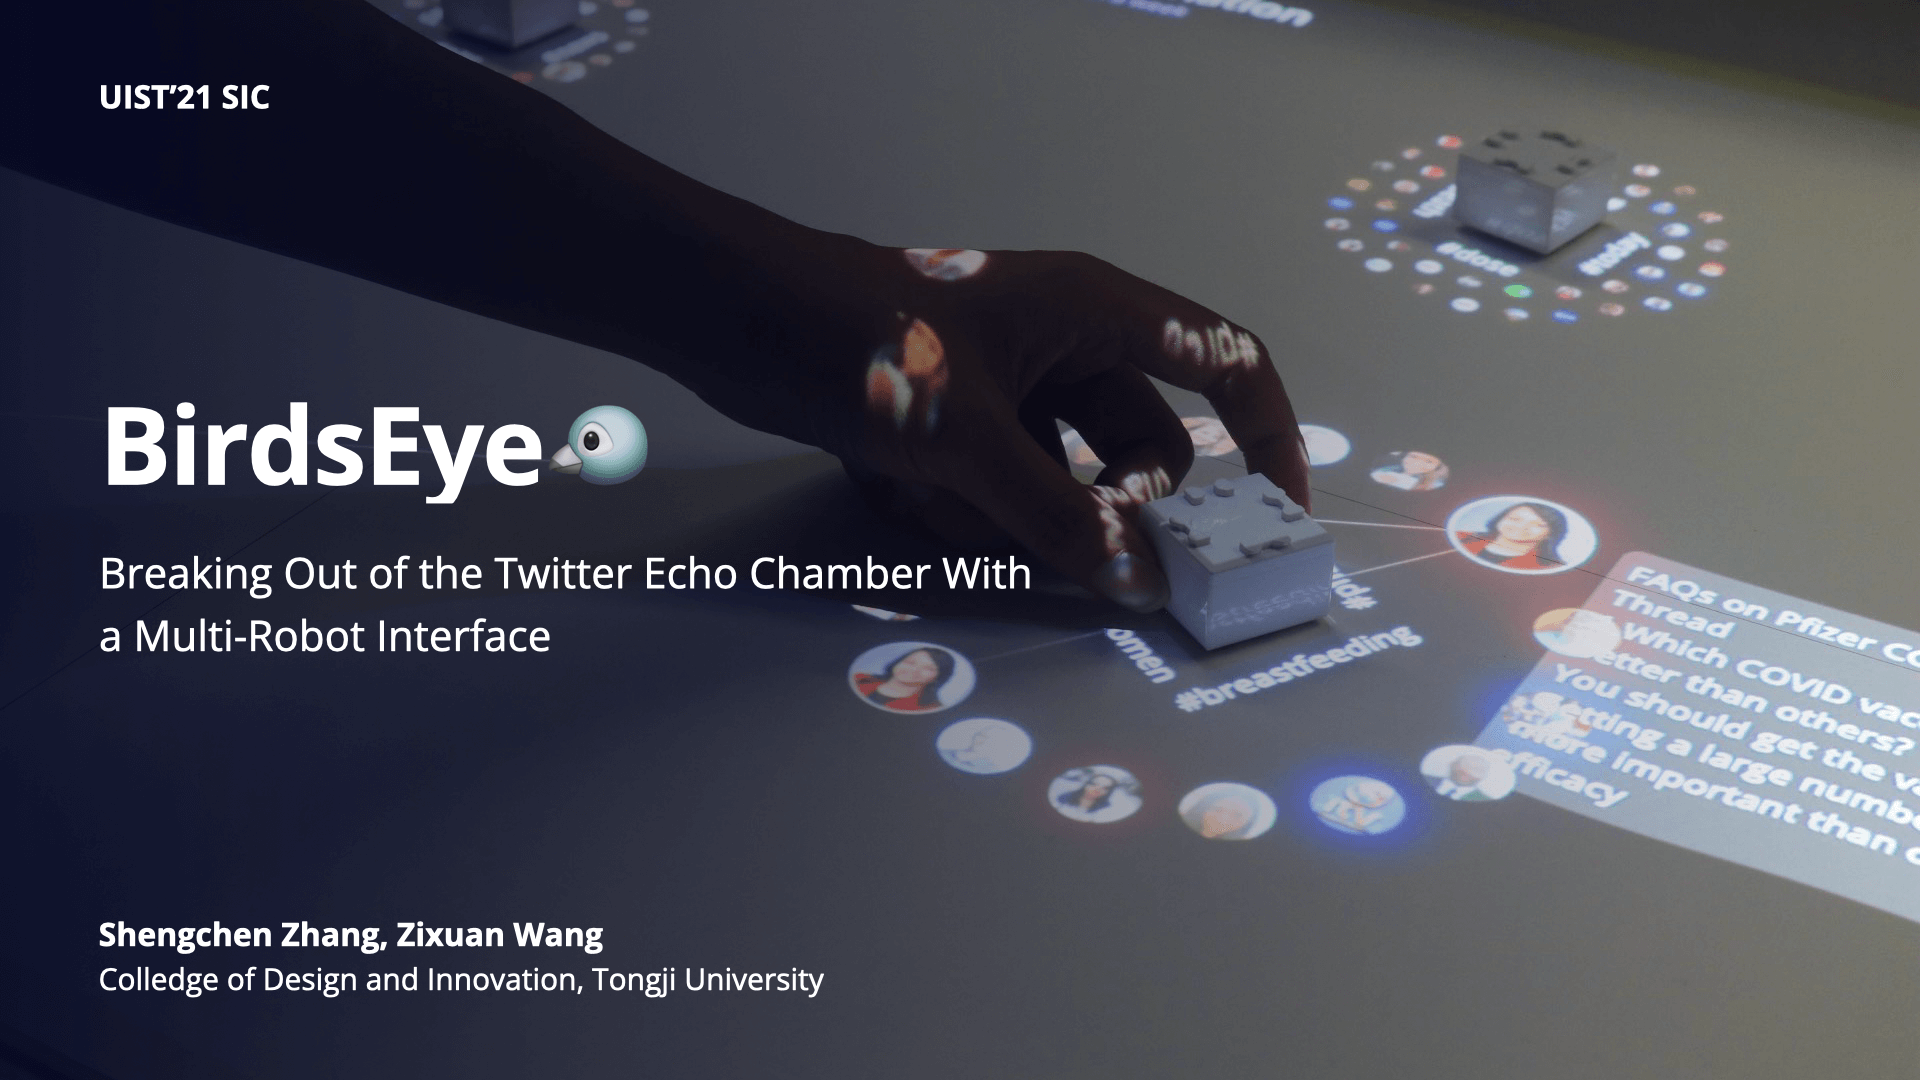 UIST’21 SIC
BirdsEye
Breaking Out of the Twitter Echo Chamber With
a Multi-Robot Interface
Shengchen Zhang, Zixuan Wang
Colledge of Design and Innovation, Tongji University
#dose
#today
#breastfeeding
FAQs on Pfizer
Thread
Which COVID
than others?
You should get the
Getting a large
more important than
efficacy
itv